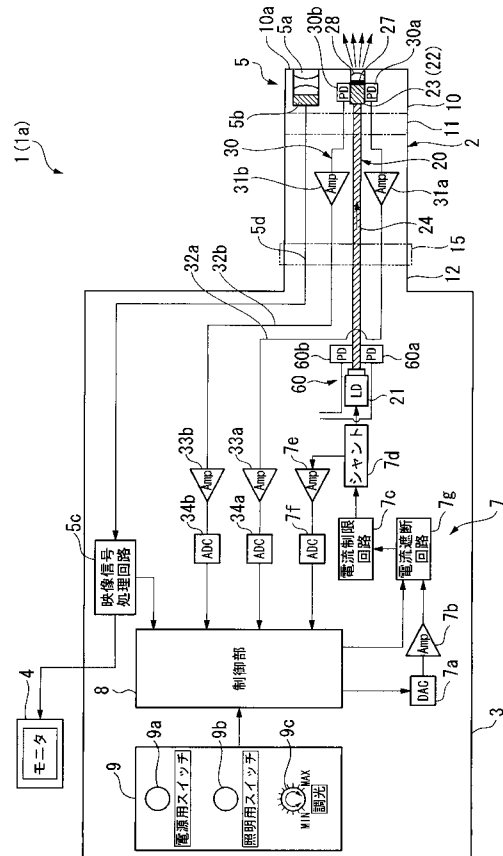 1(1a)
10a
5a
30b
28
27
30a
5
5b
PD
PD
23(22)
10
11
2
30
20
31b
Amp
Amp
31a
24
5d
15
12
32a
32b
60b
60
PD
PD
60a
LD
21
33b
33a
7e
Amp
Amp
Amp
シャント
7d
34b
34a
7f
ADC
ADC
ADC
7c
電流制限
回路
7g
電流遮断
回路
7
5c
映像信号
処理回路
Amp
7b
DAC
7a
4
モニタ
8
制御部
9
9a
電源用スイッチ
9b
照明用スイッチ
9c
MIN
MAX
調光
3